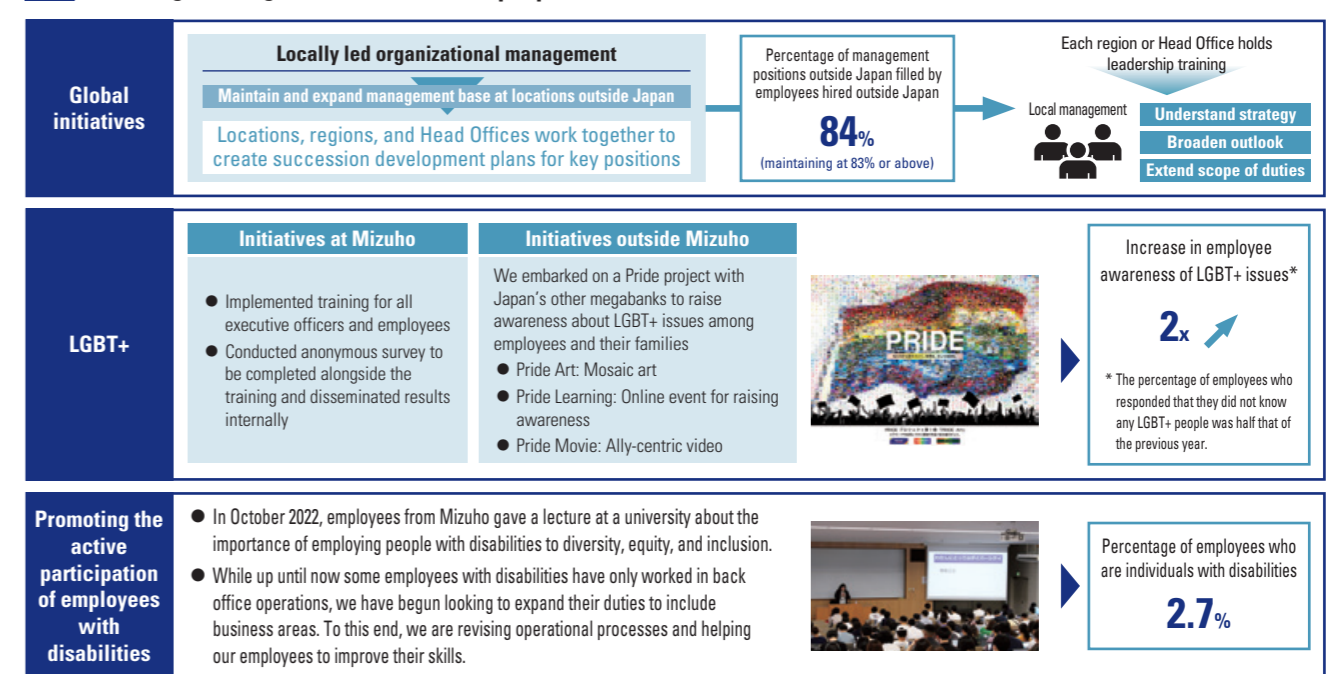 Global
initiatives
Locally led organizational management
Maintain and expand management base at locations outside Japan
Locations, regions, and Head Offices work together to
create succession development plans for key positions
Percentage of management
positions outside Japan filled by
employees hired outside Japan
84%
(maintaining at 83% or above)
Each region or Head Office holds
leadership training
Local management
Understand strategy
Broaden outlook
Extend scope of duties
LGBT+
Initiatives at Mizuho
● Implemented training for all
executive officers and employees
● Conducted anonymous survey to
be completed alongside the
training and disseminated results
internally
Initiatives outside Mizuho
We embarked on a Pride project with
Japan's other megabanks to raise
awareness about LGBT+ issues among
employees and their families
● Pride Art: Mosaic art
● Pride Learning: Online event for raising
awareness
● Pride Movie: Ally-centric video
PRIDE
Increase in employee
awareness of LGBT+ issues*
2x
* The percentage of employees who
responded that they did not know
any LGBT+ people was half that of
the previous year.
Promoting the
active
participation
of employees
with
disabilities
● In October 2022, employees from Mizuho gave a lecture at a university about the
importance of employing people with disabilities to diversity, equity, and inclusion.
● While up until now some employees with disabilities have only worked in back
office operations, we have begun looking to expand their duties to include
business areas. To this end, we are revising operational processes and helping
our employees to improve their skills.
Percentage of employees who
are individuals with disabilities
2.7%